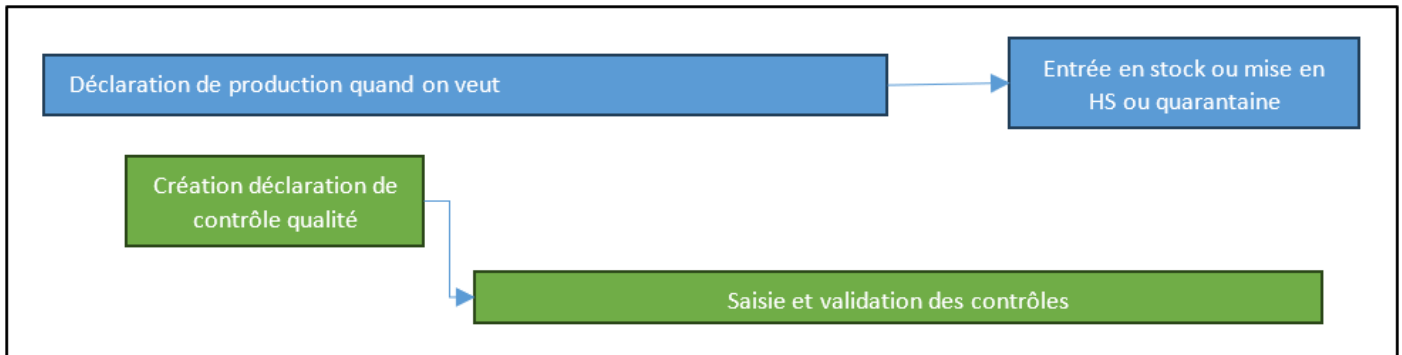 Déclaration de production quand on veut
Entrée en stock ou mise en
HS ou quarantaine
Création déclaration de
contrôle qualité
Saisie et validation des contrôles